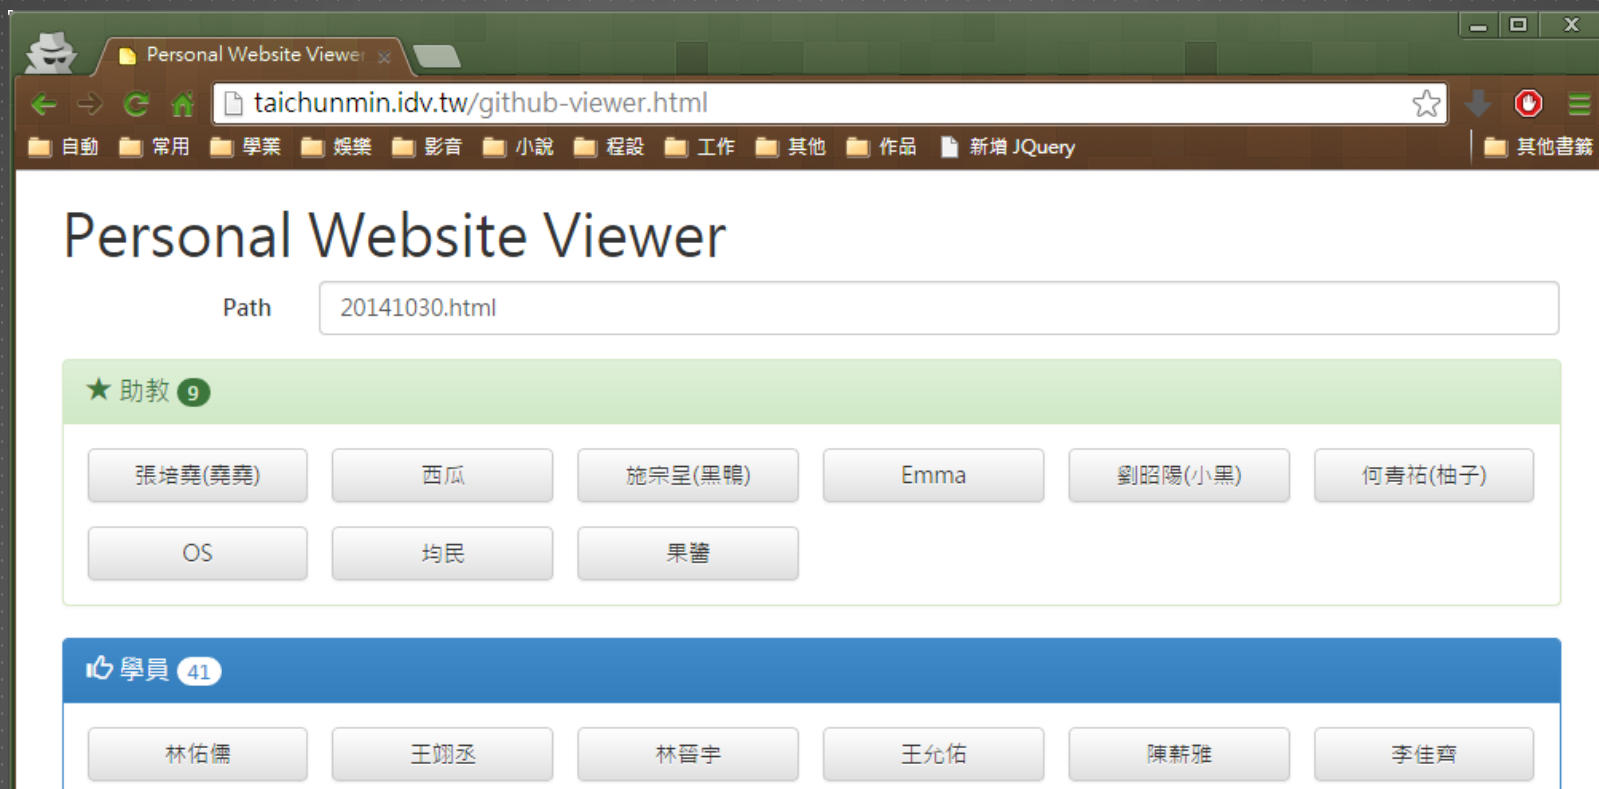 Personal Website Viewer
taichunmin.idv.tw/github-viewer.html
自動 常用 學業 娛樂 影音 小說 程設 工作 其他 作品 新增 JQuery 其他書籤
Personal Website Viewer
Path 20141030.html
助教 9
張培堯(堯堯) 西瓜 施宗呈(黑鴨) Emma 劉昭陽(小黑) 何青祐(柚子)
OS 均民 果醬
學員 41
林佑儒 王翊丞 林晉宇 王允佑 陳薪雅 李佳齊